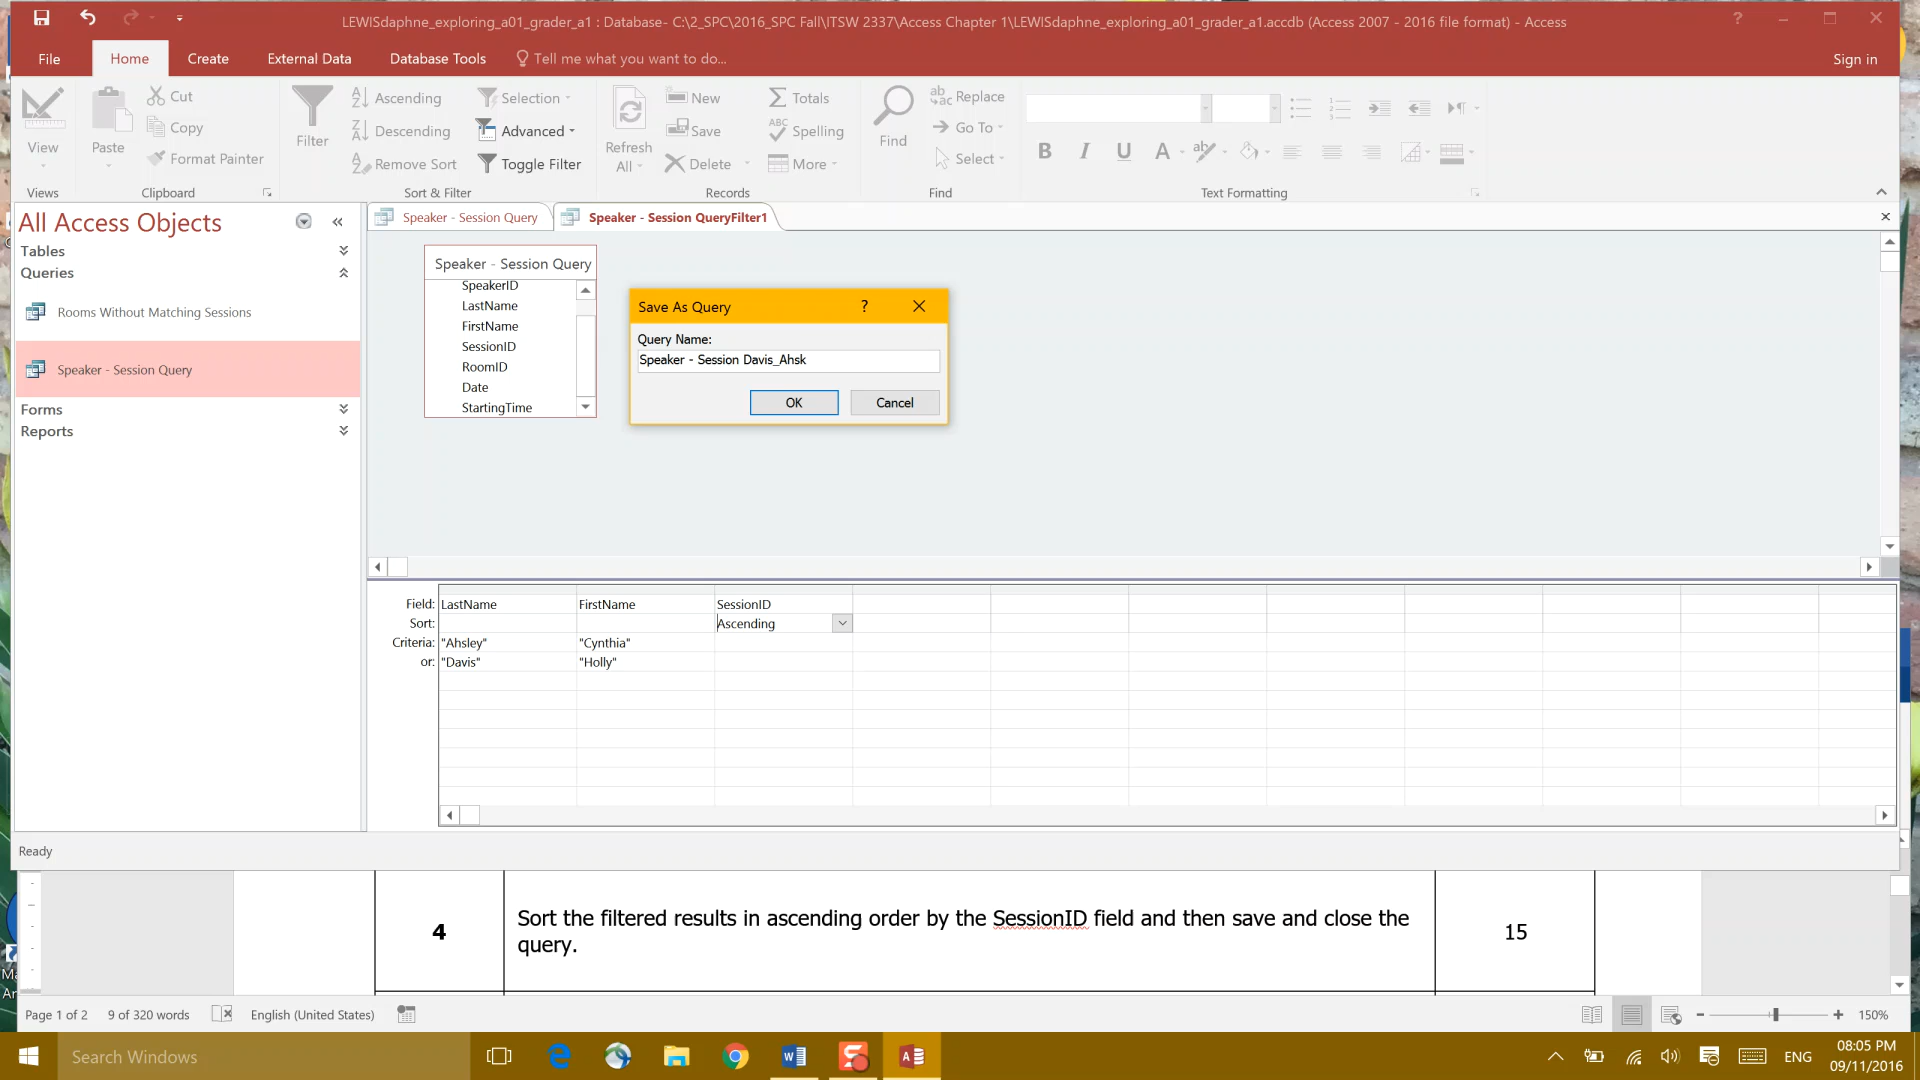 LEWISdaphne_exploring_a01_grader_a1 : Database- C:\2_SPC\2016_SPC Fall\ITSW 2337\Access Chapter 1\LEWISdaphne_exploring_a01_grader_a1.accdb (Access 2007 - 2016 file format) - Access
?
File Home Create External Data Database Tools Tell me what you want to do... Sign in
View
Views
Paste
Cut
Copy
Format Painter
Clipboard
Filter
Ascending
Descending
Remove Sort
Selection
Advanced
Toggle Filter
Sort & Filter
Refresh All
New
Save
Delete
Totals
Spelling
More
Records
Find
Replace
Go To
Select
Find
B I U A
Text Formatting
All Access Objects
Tables
Queries
Rooms Without Matching Sessions
Speaker - Session Query
Forms
Reports
Speaker - Session Query
Speaker - Session QueryFilter1
Speaker - Session Query
SpeakerID
LastName
FirstName
SessionID
RoomID
Date
StartingTime
Save As Query ?
Query Name:
Speaker - Session Davis_Ahsk
OK Cancel
Field: LastName FirstName SessionID
Sort: Ascending
Criteria: "Ahsley" "Cynthia"
or: "Davis" "Holly"
Ready
4
Sort the filtered results in ascending order by the SessionID field and then save and close the
query.
15
Page 1 of 2 9 of 320 words English (United States) 150%
Search Windows
ENG
08:05 PM
09/11/2016